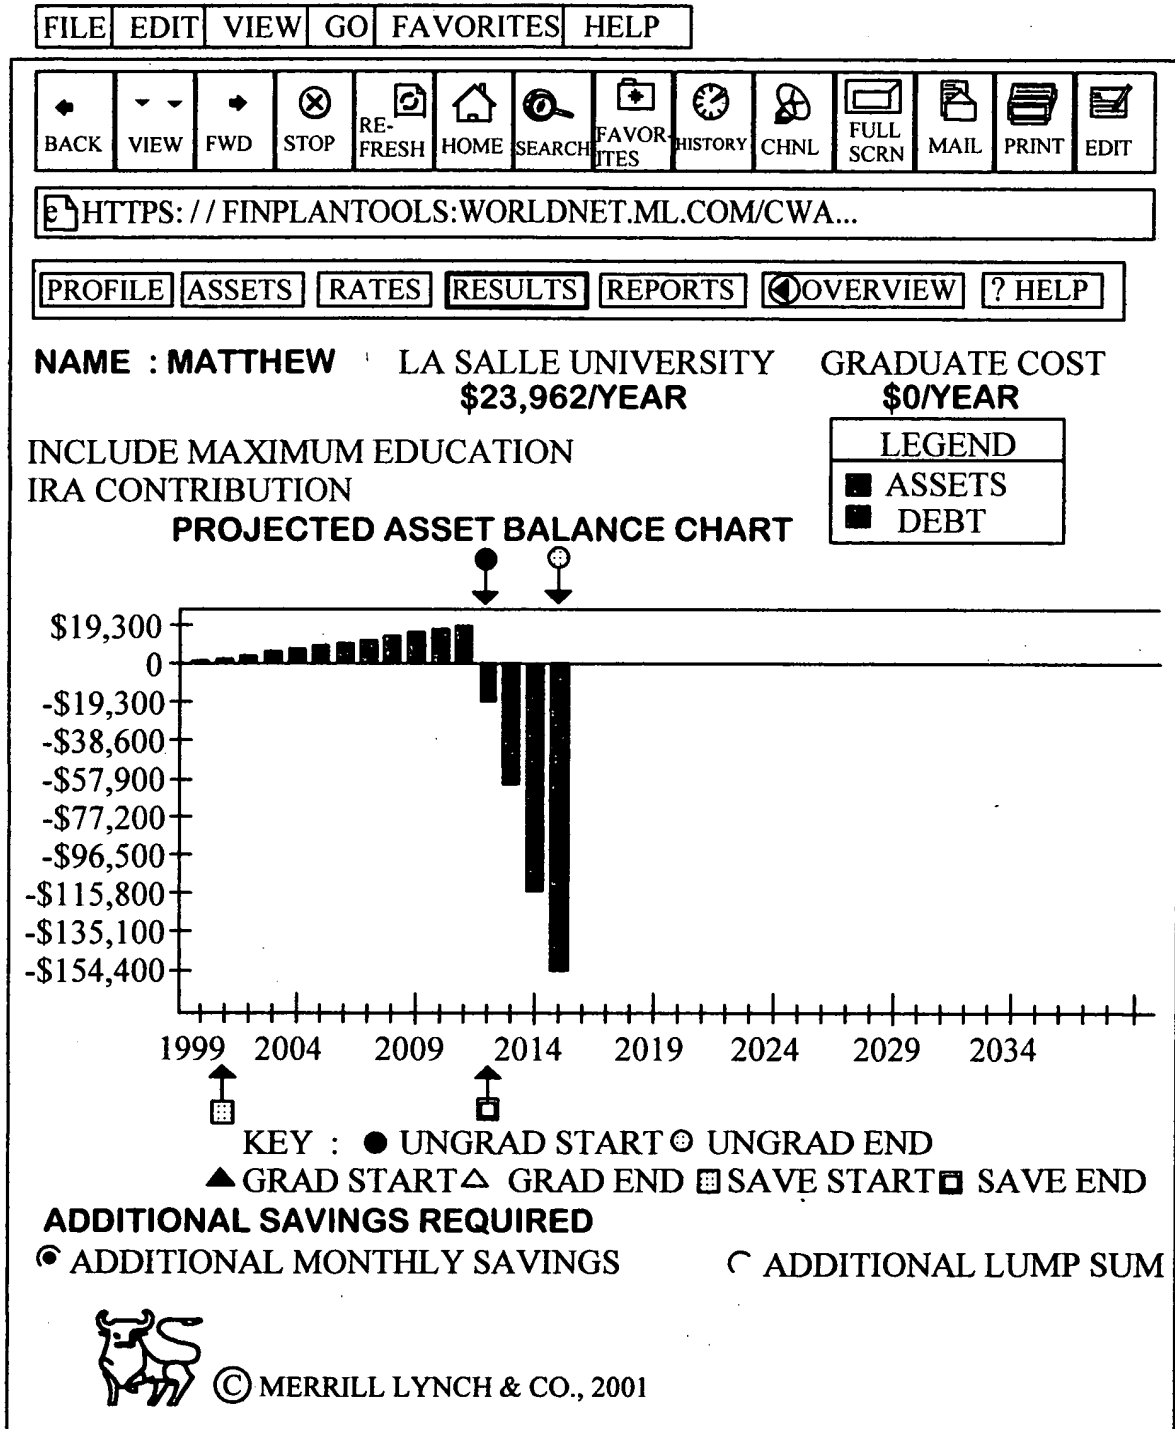 FILE EDIT VIEW GO FAVORITES HELP
BACK VIEW FWD STOP RE-FRESH HOME SEARCH FAVOR-ITES HISTORY CHNL FULL SCRN MAIL PRINT EDIT
HTTPS: / / FINPLANTOOLS:WORLDNET.ML.COM/CWA...
PROFILE ASSETS RATES RESULTS REPORTS OVERVIEW ? HELP
NAME : MATTHEW LA SALLE UNIVERSITY GRADUATE COST
$23,962/YEAR $0/YEAR
INCLUDE MAXIMUM EDUCATION
IRA CONTRIBUTION
LEGEND
ASSETS
DEBT
PROJECTED ASSET BALANCE CHART
$19,300
0
-$19,300
-$38,600
-$57,900
-$77,200
-$96,500
-$115,800
-$135,100
-$154,400
1999 2004 2009 2014 2019 2024 2029 2034
KEY : UNGRAD START UNGRAD END
GRAD START GRAD END SAVE START SAVE END
ADDITIONAL SAVINGS REQUIRED
ADDITIONAL MONTHLY SAVINGS ADDITIONAL LUMP SUM
© MERRILL LYNCH & CO., 2001